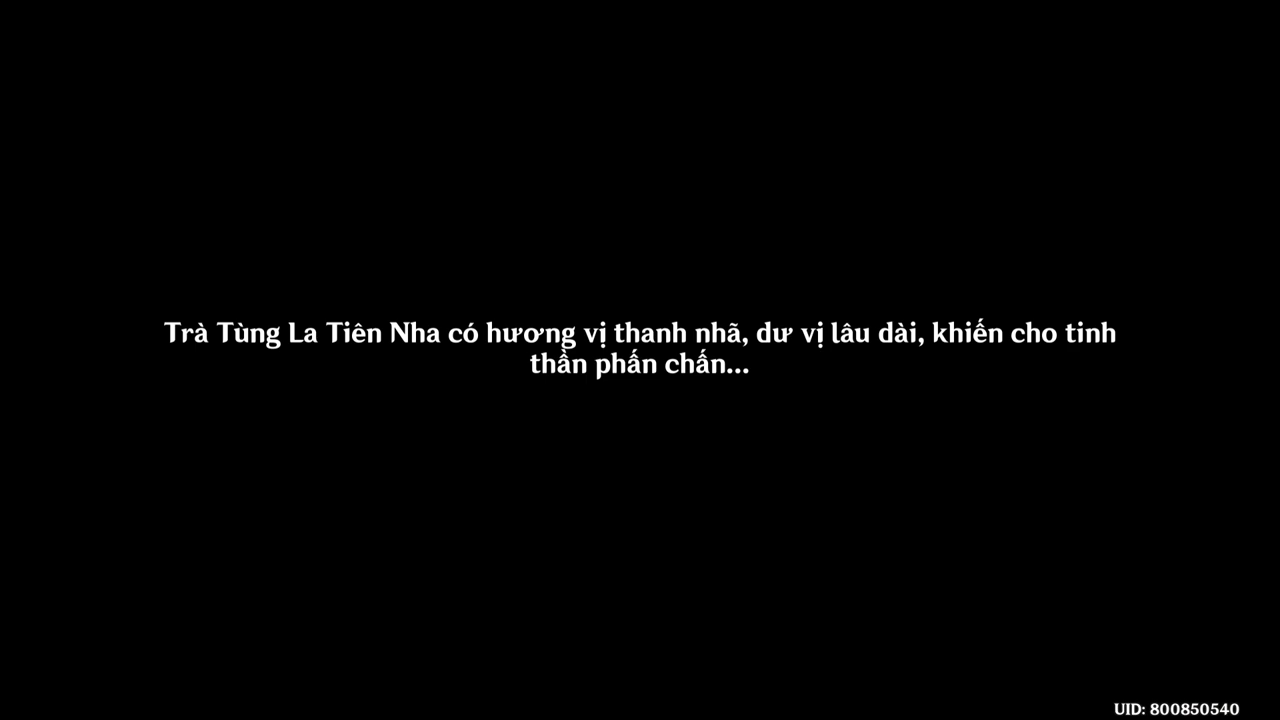 Trà Tùng La Tiên Nha có hương vị thanh nhã, dư vị lâu dài, khiến cho tinh
thần phấn chấn...
UID: 800850540